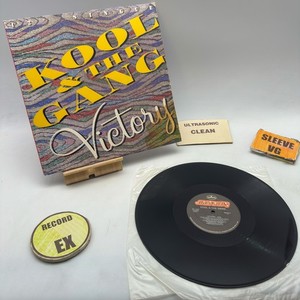 KOOL
& THE
GANG
Victory
ULTRASONIC
CLEAN
SLEEVE
VG
RECORD
EX